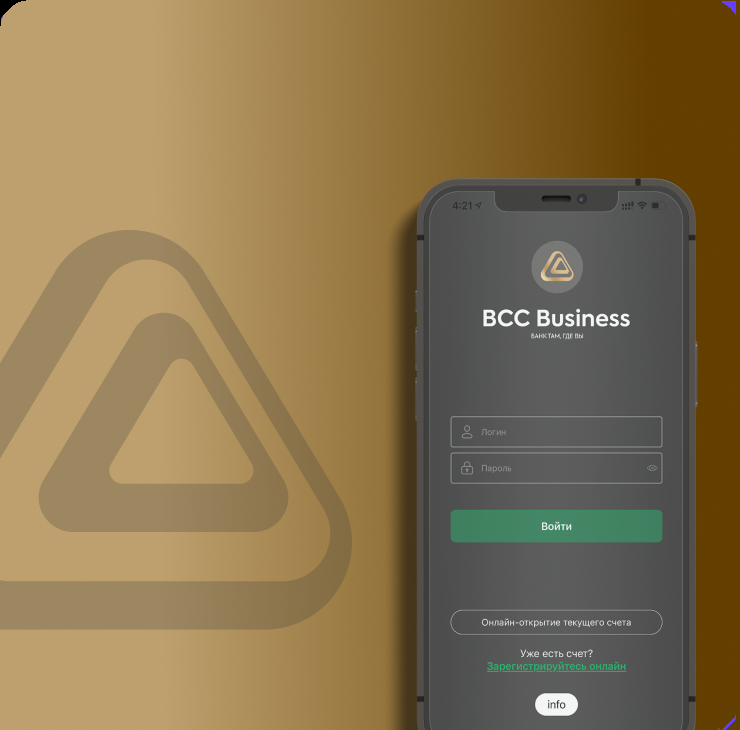 4:21
BCC Business
БАНК ТАМ, ГДЕ ВЫ
Логин
Пароль
Войти
Онлайн-открытие текущего счета
Уже есть счет?
Зарегистрируйтесь онлайн
info